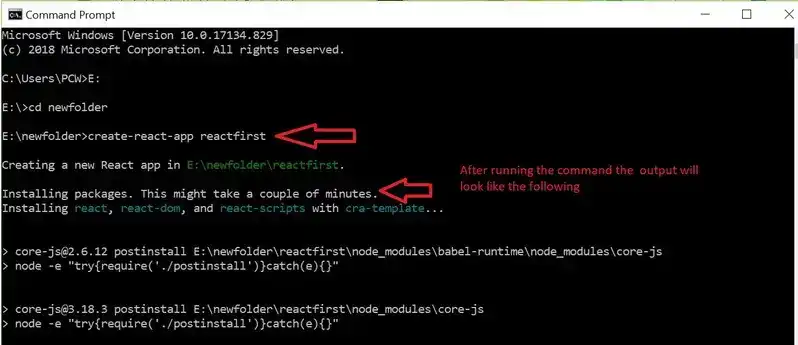 Command Prompt
Microsoft Windows [Version 10.0.17134.829]
(c) 2018 Microsoft Corporation. All rights reserved.
C:\Users\PCW>E:
E:\>cd newfolder
E:\newfolder>create-react-app reactfirst
Creating a new React app in E:\newfolder\reactfirst.
After running the command the output will
look like the following
Installing packages. This might take a couple of minutes.
Installing react, react-dom, and react-scripts with cra-template...
> core-js@2.6.12 postinstall E:\newfolder\reactfirst\node_modules\babel-runtime\node_modules\core-js
> node -e "try{require('./postinstall')}catch(e){}"
> core-js@3.18.3 postinstall E:\newfolder\reactfirst\node_modules\core-js
> node -e "try{require('./postinstall')}catch(e){}"